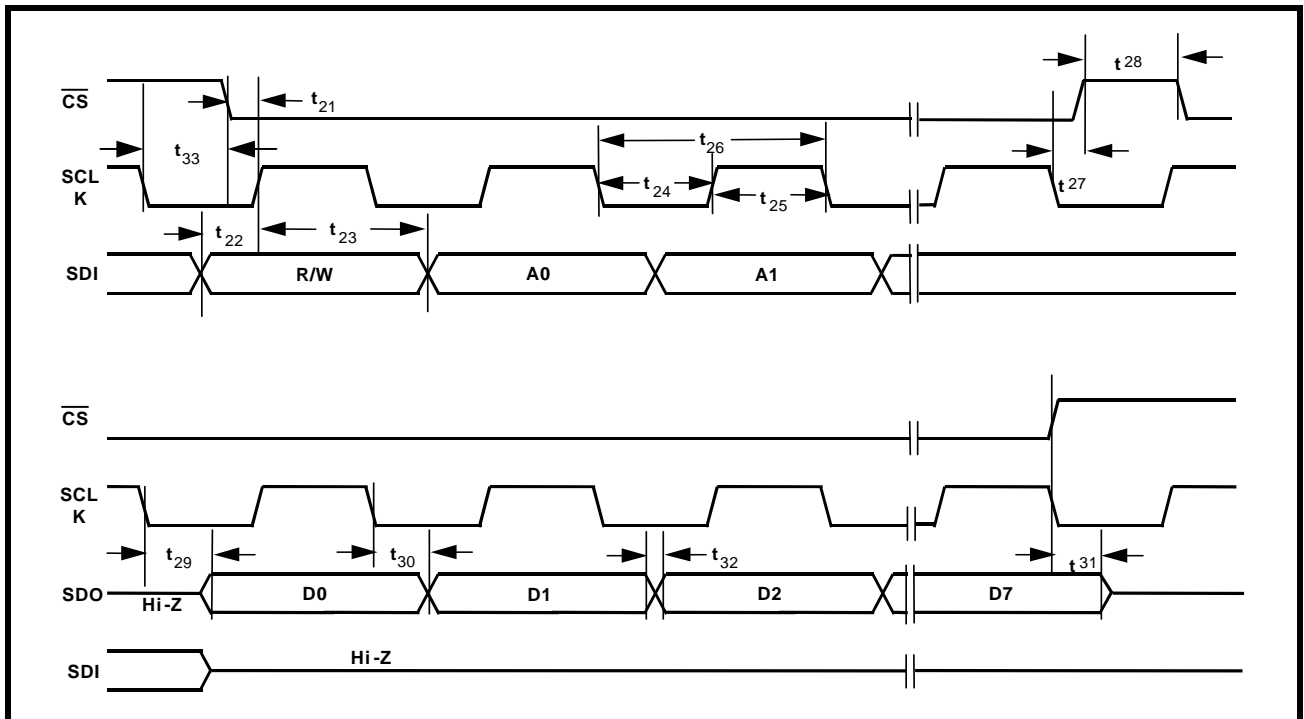 t28
CS
t21
t33
t26
SCL
K
t24
t25
t27
t22
t23
SDI
R/W
A0
A1
CS
SCL
K
t29
t30
t32
t31
SDO
Hi-Z
D0
D1
D2
D7
SDI
Hi-Z